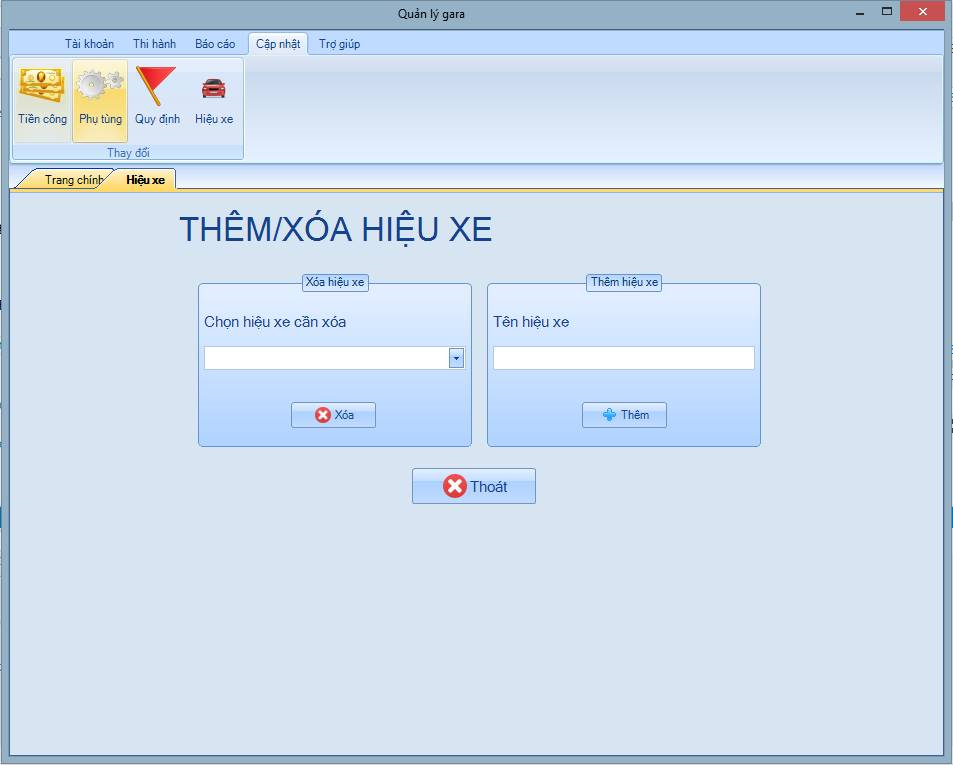 Quản lý gara
Tài khoản Thi hành Báo cáo Cập nhật Trợ giúp
Tiền công Phụ tùng Quy định Hiệu xe
Thay đổi
Trang chính Hiệu xe
THÊM/XÓA HIỆU XE
Xóa hiệu xe Thêm hiệu xe
Chọn hiệu xe cần xóa Tên hiệu xe
Xóa Thêm
Thoát